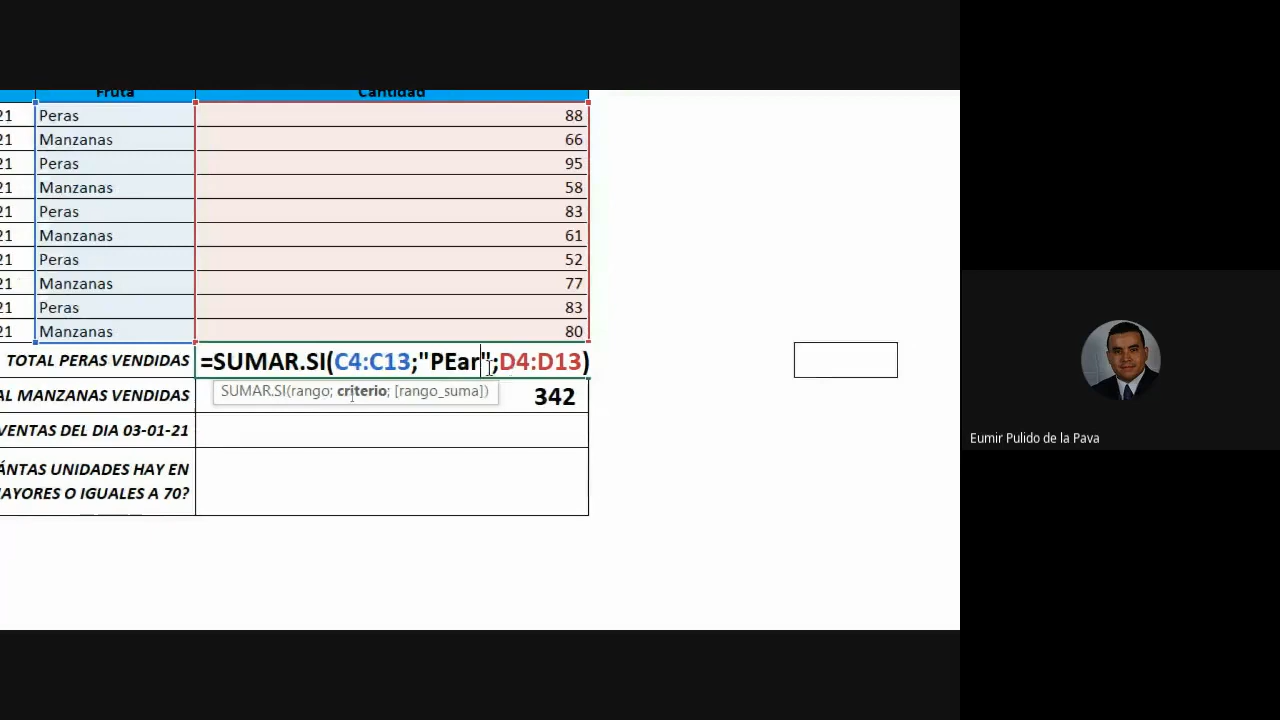 Fruta Cantidad
21 Peras 88
21 Manzanas 66
21 Peras 95
21 Manzanas 58
21 Peras 83
21 Manzanas 61
21 Peras 52
21 Manzanas 77
21 Peras 83
21 Manzanas 80
TOTAL PERAS VENDIDAS =SUMAR.SI(C4:C13;"PEar";D4:D13)
SUMAR.SI(rango; criterio; [rango_suma])
AL MANZANAS VENDIDAS 342
VENTAS DEL DIA 03-01-21
ÁNTAS UNIDADES HAY EN
AYORES O IGUALES A 70?
Eumir Pulido de la Pava